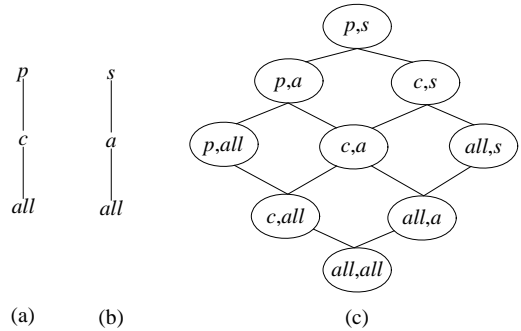 p,s
p s
p,a c,s
c a
p,all c,a all,s
all all
c,all all,a
all,all
(a) (b) (c)